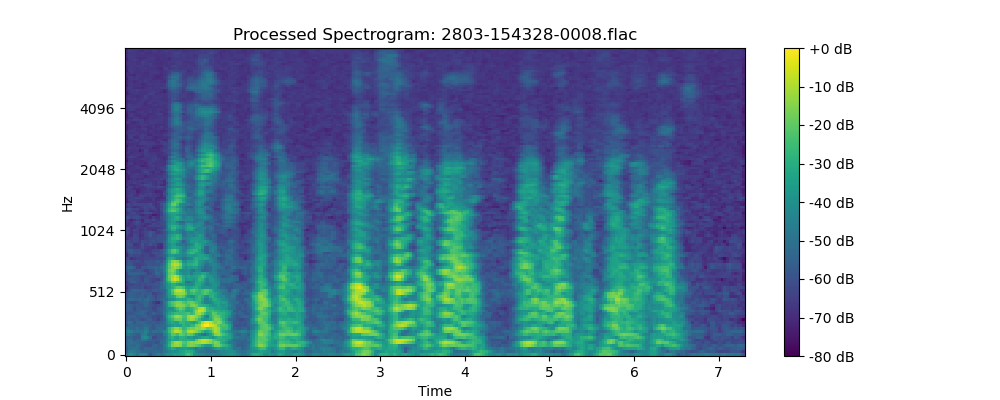 Processed Spectrogram: 2803-154328-0008.flac
Hz
4096
2048
1024
512
0
0 1 2 3 4 5 6 7
Time
+0 dB
-10 dB
-20 dB
-30 dB
-40 dB
-50 dB
-60 dB
-70 dB
-80 dB